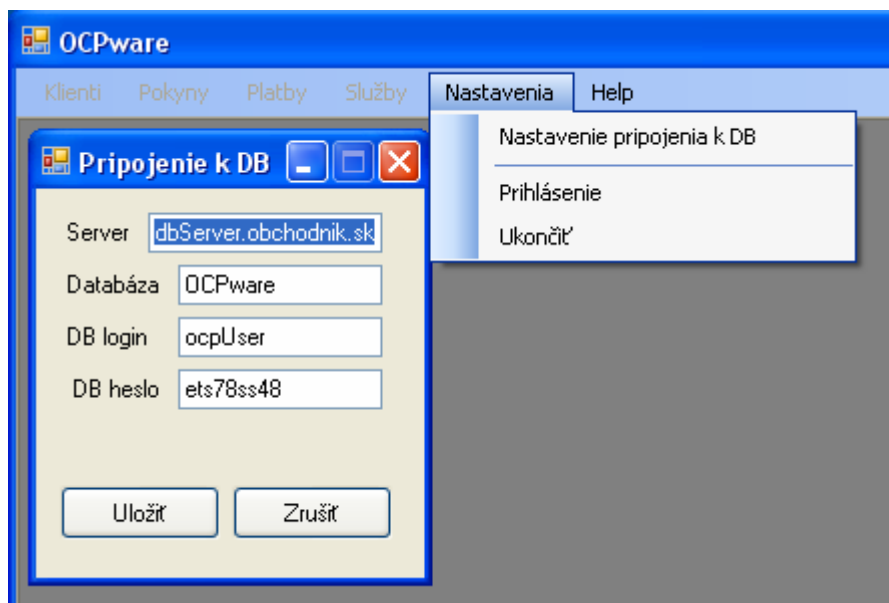 OCPware
Klienti Pokyny Platby Služby Nastavenia Help
Nastavenie pripojenia k DB
Prihlásenie
Ukončiť
Pripojenie k DB
Server dbServer.obchodnik.sk
Databáza OCPware
DB login ocpUser
DB heslo ets78ss48
Uložiť Zrušiť